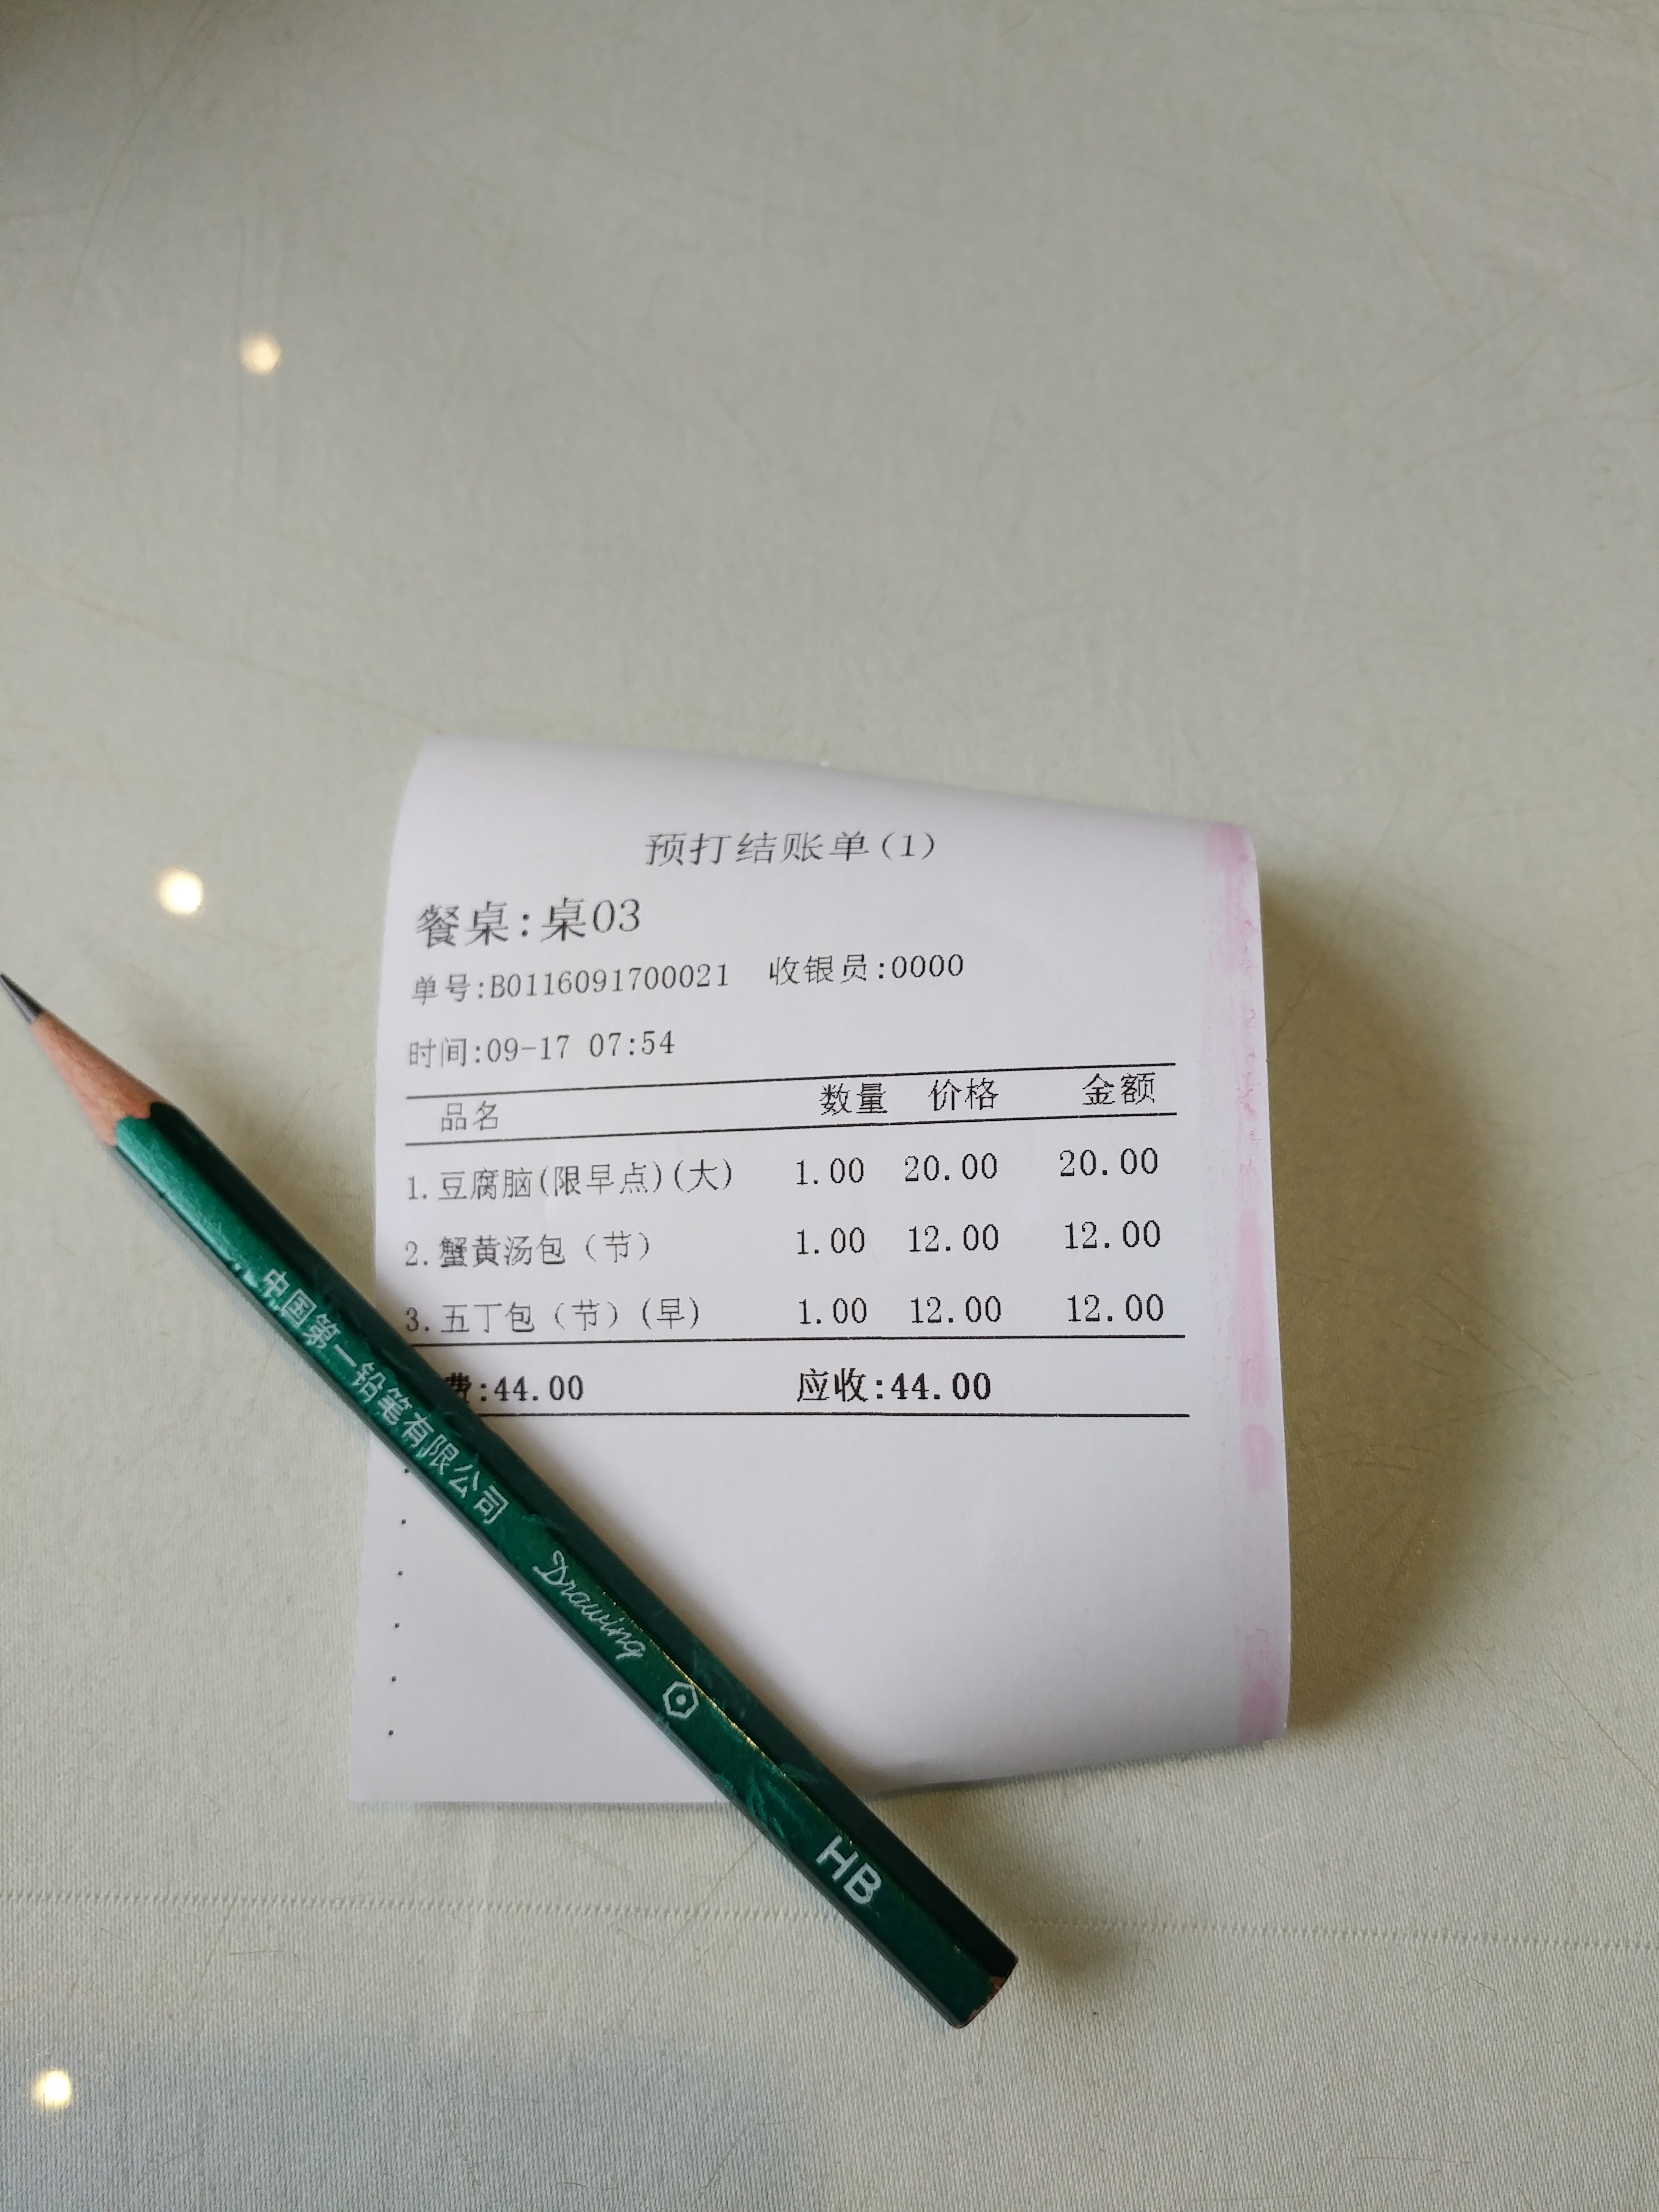 预打结账单(1)
餐桌:桌03
单号:B0116091700021 收银员:0000
时间:09-17 07:54
品名 数量 价格 金额
1.豆腐脑(限早点)(大) 1.00 20.00 20.00
2.蟹黄汤包（节） 1.00 12.00 12.00
3.五丁包（节）(早) 1.00 12.00 12.00
费:44.00 应收:44.00
中国第一铅笔有限公司 Drawing HB